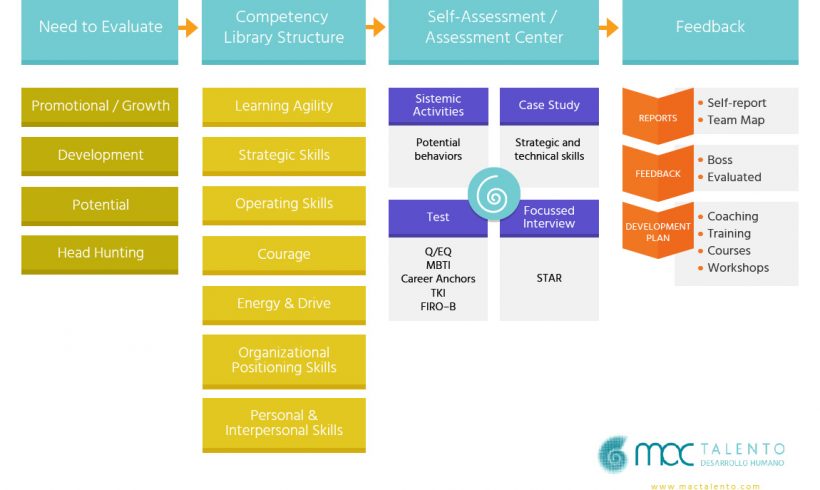 Need to Evaluate
Competency
Library Structure
Self-Assessment /
Assessment Center
Feedback
Promotional / Growth
Development
Potential
Head Hunting
Learning Agility
Strategic Skills
Operating Skills
Courage
Energy & Drive
Organizational
Positioning Skills
Personal &
Interpersonal Skills
Sistemic
Activities
Potential
behaviors
Case Study
Strategic and
technical skills
Test
Q/EQ
MBTI
Career Anchors
TKI
FIRO–B
Focussed
Interview
STAR
REPORTS
• Self-report
• Team Map
FEEDBACK
• Boss
• Evaluated
DEVELOPMENT
PLAN
• Coaching
• Training
• Courses
• Workshops
mac TALENTO
DESARROLLO HUMANO
www.mactalento.com